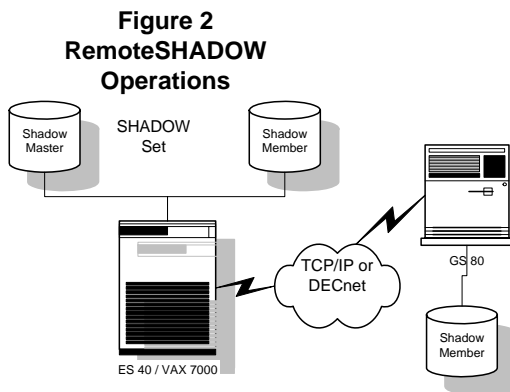 Figure 2
RemoteSHADOW
Operations
Shadow
Master
SHADOW
Set
Shadow
Member
TCP/IP or
DECnet
GS 80
ES 40 / VAX 7000
Shadow
Member